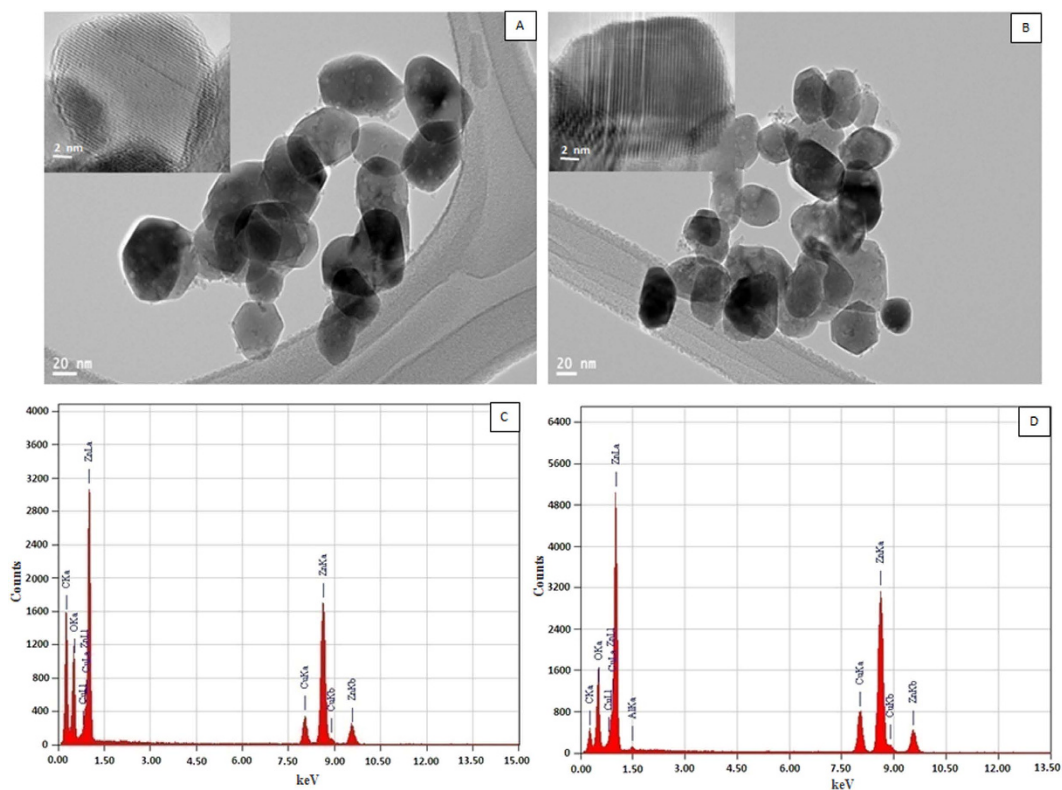 A
2 nm
20 nm
B
2 nm
20 nm
C
4000
3600
3200
2800
2400
2000
1600
1200
800
400
0
Counts
CKa
OKa
CuLl
CuLa
ZnLl
ZnLa
CuKa
ZnKa
CuKb
ZnKb
0.00 1.50 3.00 4.50 6.00 7.50 9.00 10.50 12.00 13.50 15.00
keV
D
6400
5600
4800
4000
3200
2400
1600
800
0
Counts
CKa
OKa
CuLl
CuLa
ZnLl
ZnLa
AlKa
CuKa
ZnKa
CuKb
ZnKb
0.00 1.50 3.00 4.50 6.00 7.50 9.00 10.50 12.00 13.50
keV